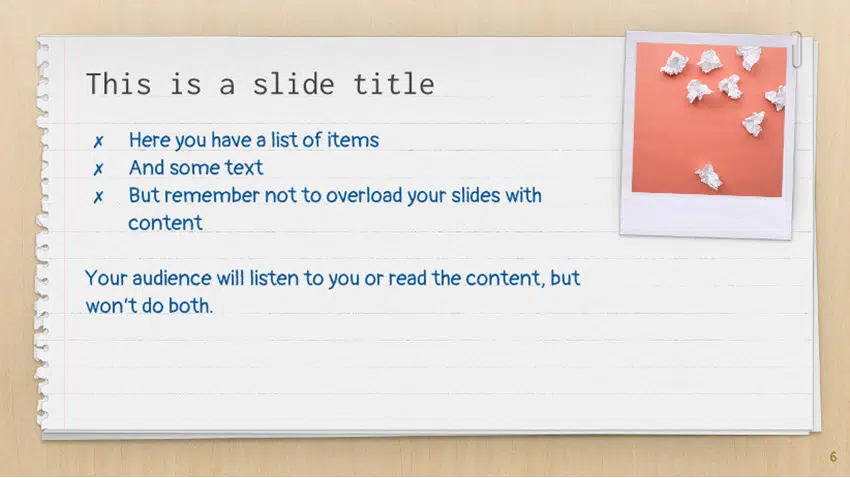 This is a slide title
✗ Here you have a list of items
✗ And some text
✗ But remember not to overload your slides with
content
Your audience will listen to you or read the content, but
won't do both.
6